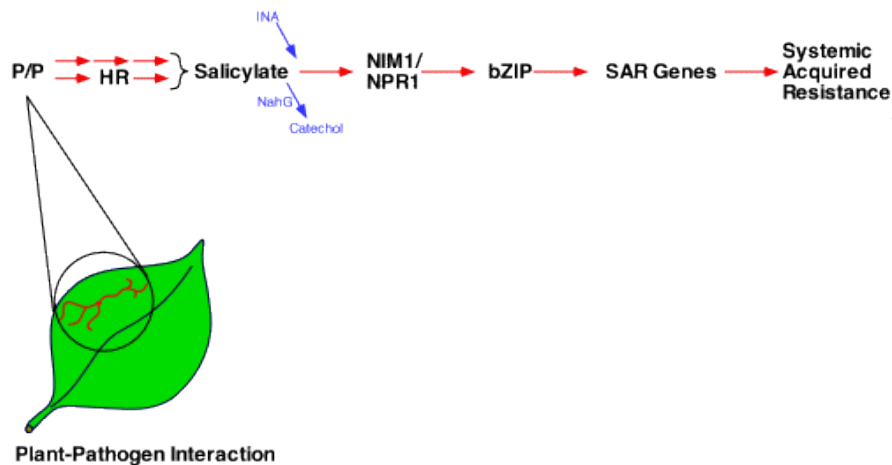 INA
P/P
HR
Salicylate
NIM1/
NPR1
bZIP
SAR Genes
Systemic
Acquired
Resistance
NahG
Catechol
Plant-Pathogen Interaction